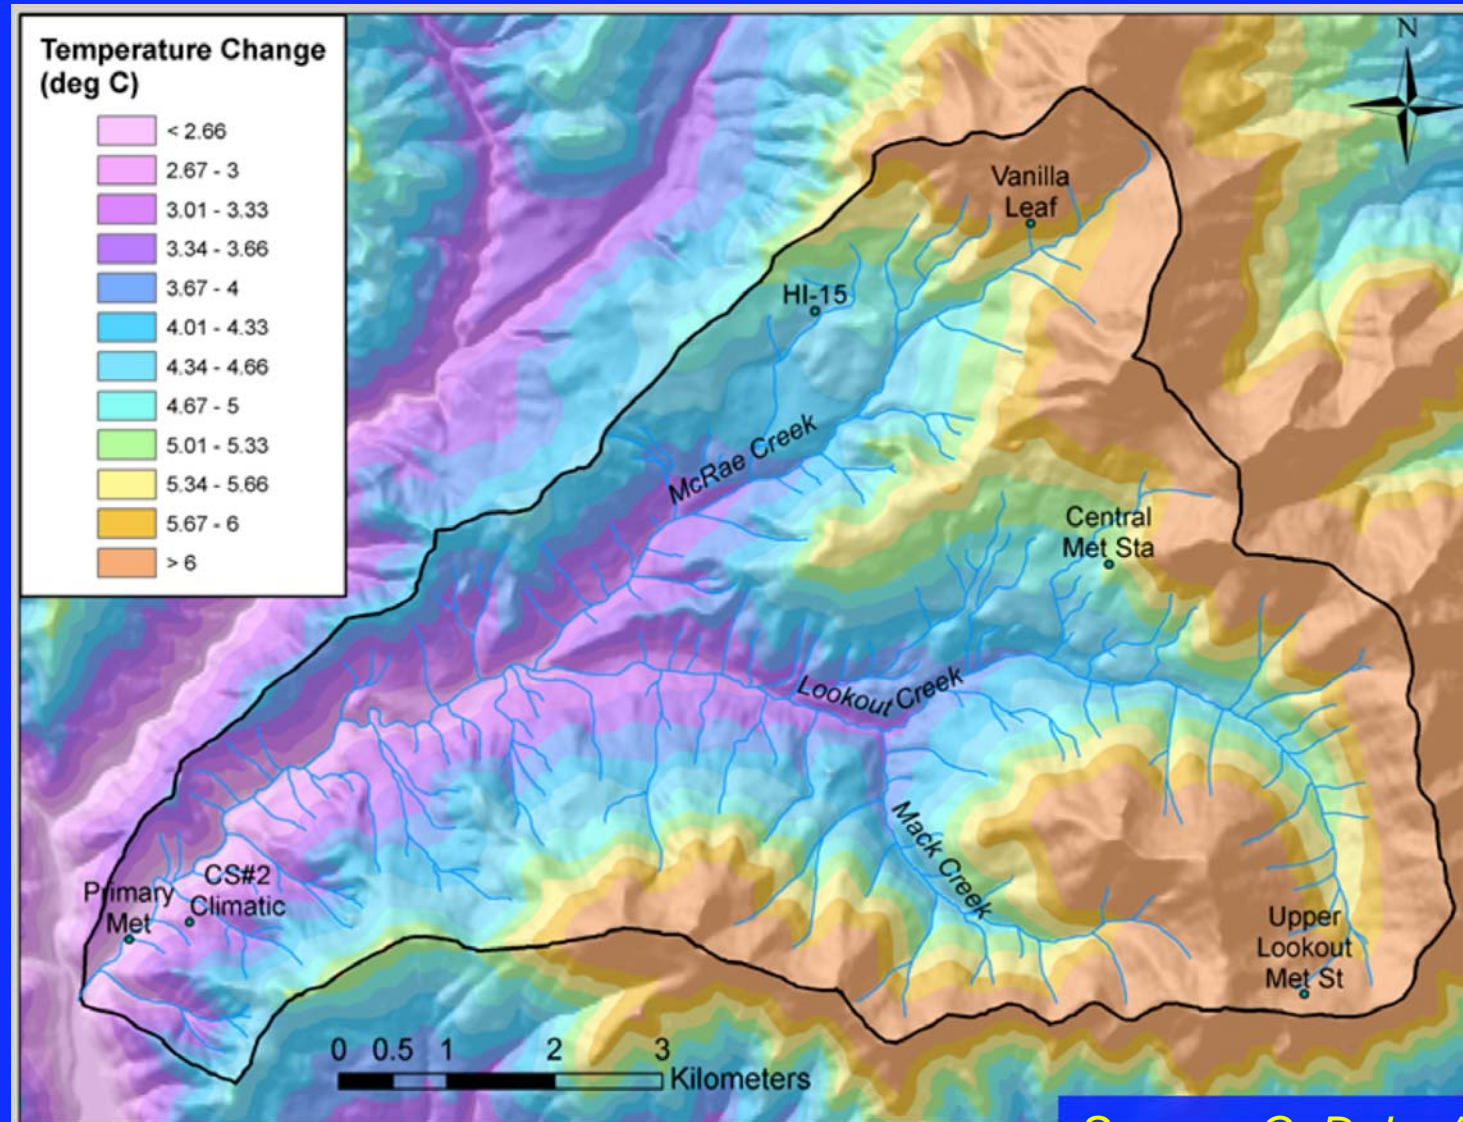 Temperature Change
(deg C)
< 2.66
2.67 - 3
3.01 - 3.33
3.34 - 3.66
3.67 - 4
4.01 - 4.33
4.34 - 4.66
4.67 - 5
5.01 - 5.33
5.34 - 5.66
5.67 - 6
> 6
N
Vanilla
Leaf
HI-15
McRae Creek
Central
Met Sta
Lookout Creek
Mack Creek
Primary
Met
CS#2
Climatic
Upper
Lookout
Met St
0 0.5 1 2 3
Kilometers